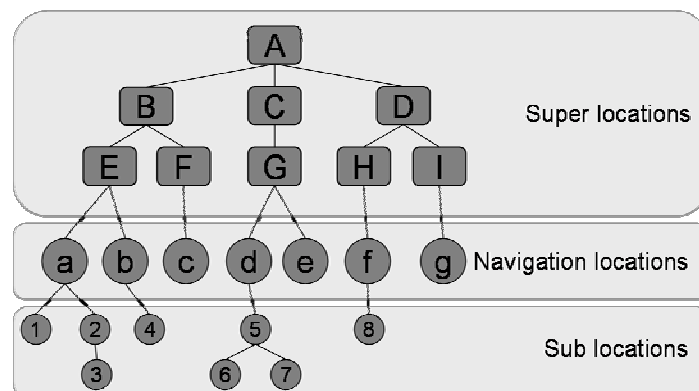 A
B C D
Super locations
E F G H I
a b c d e f g
Navigation locations
1 2 4 5 8
Sub locations
3 6 7